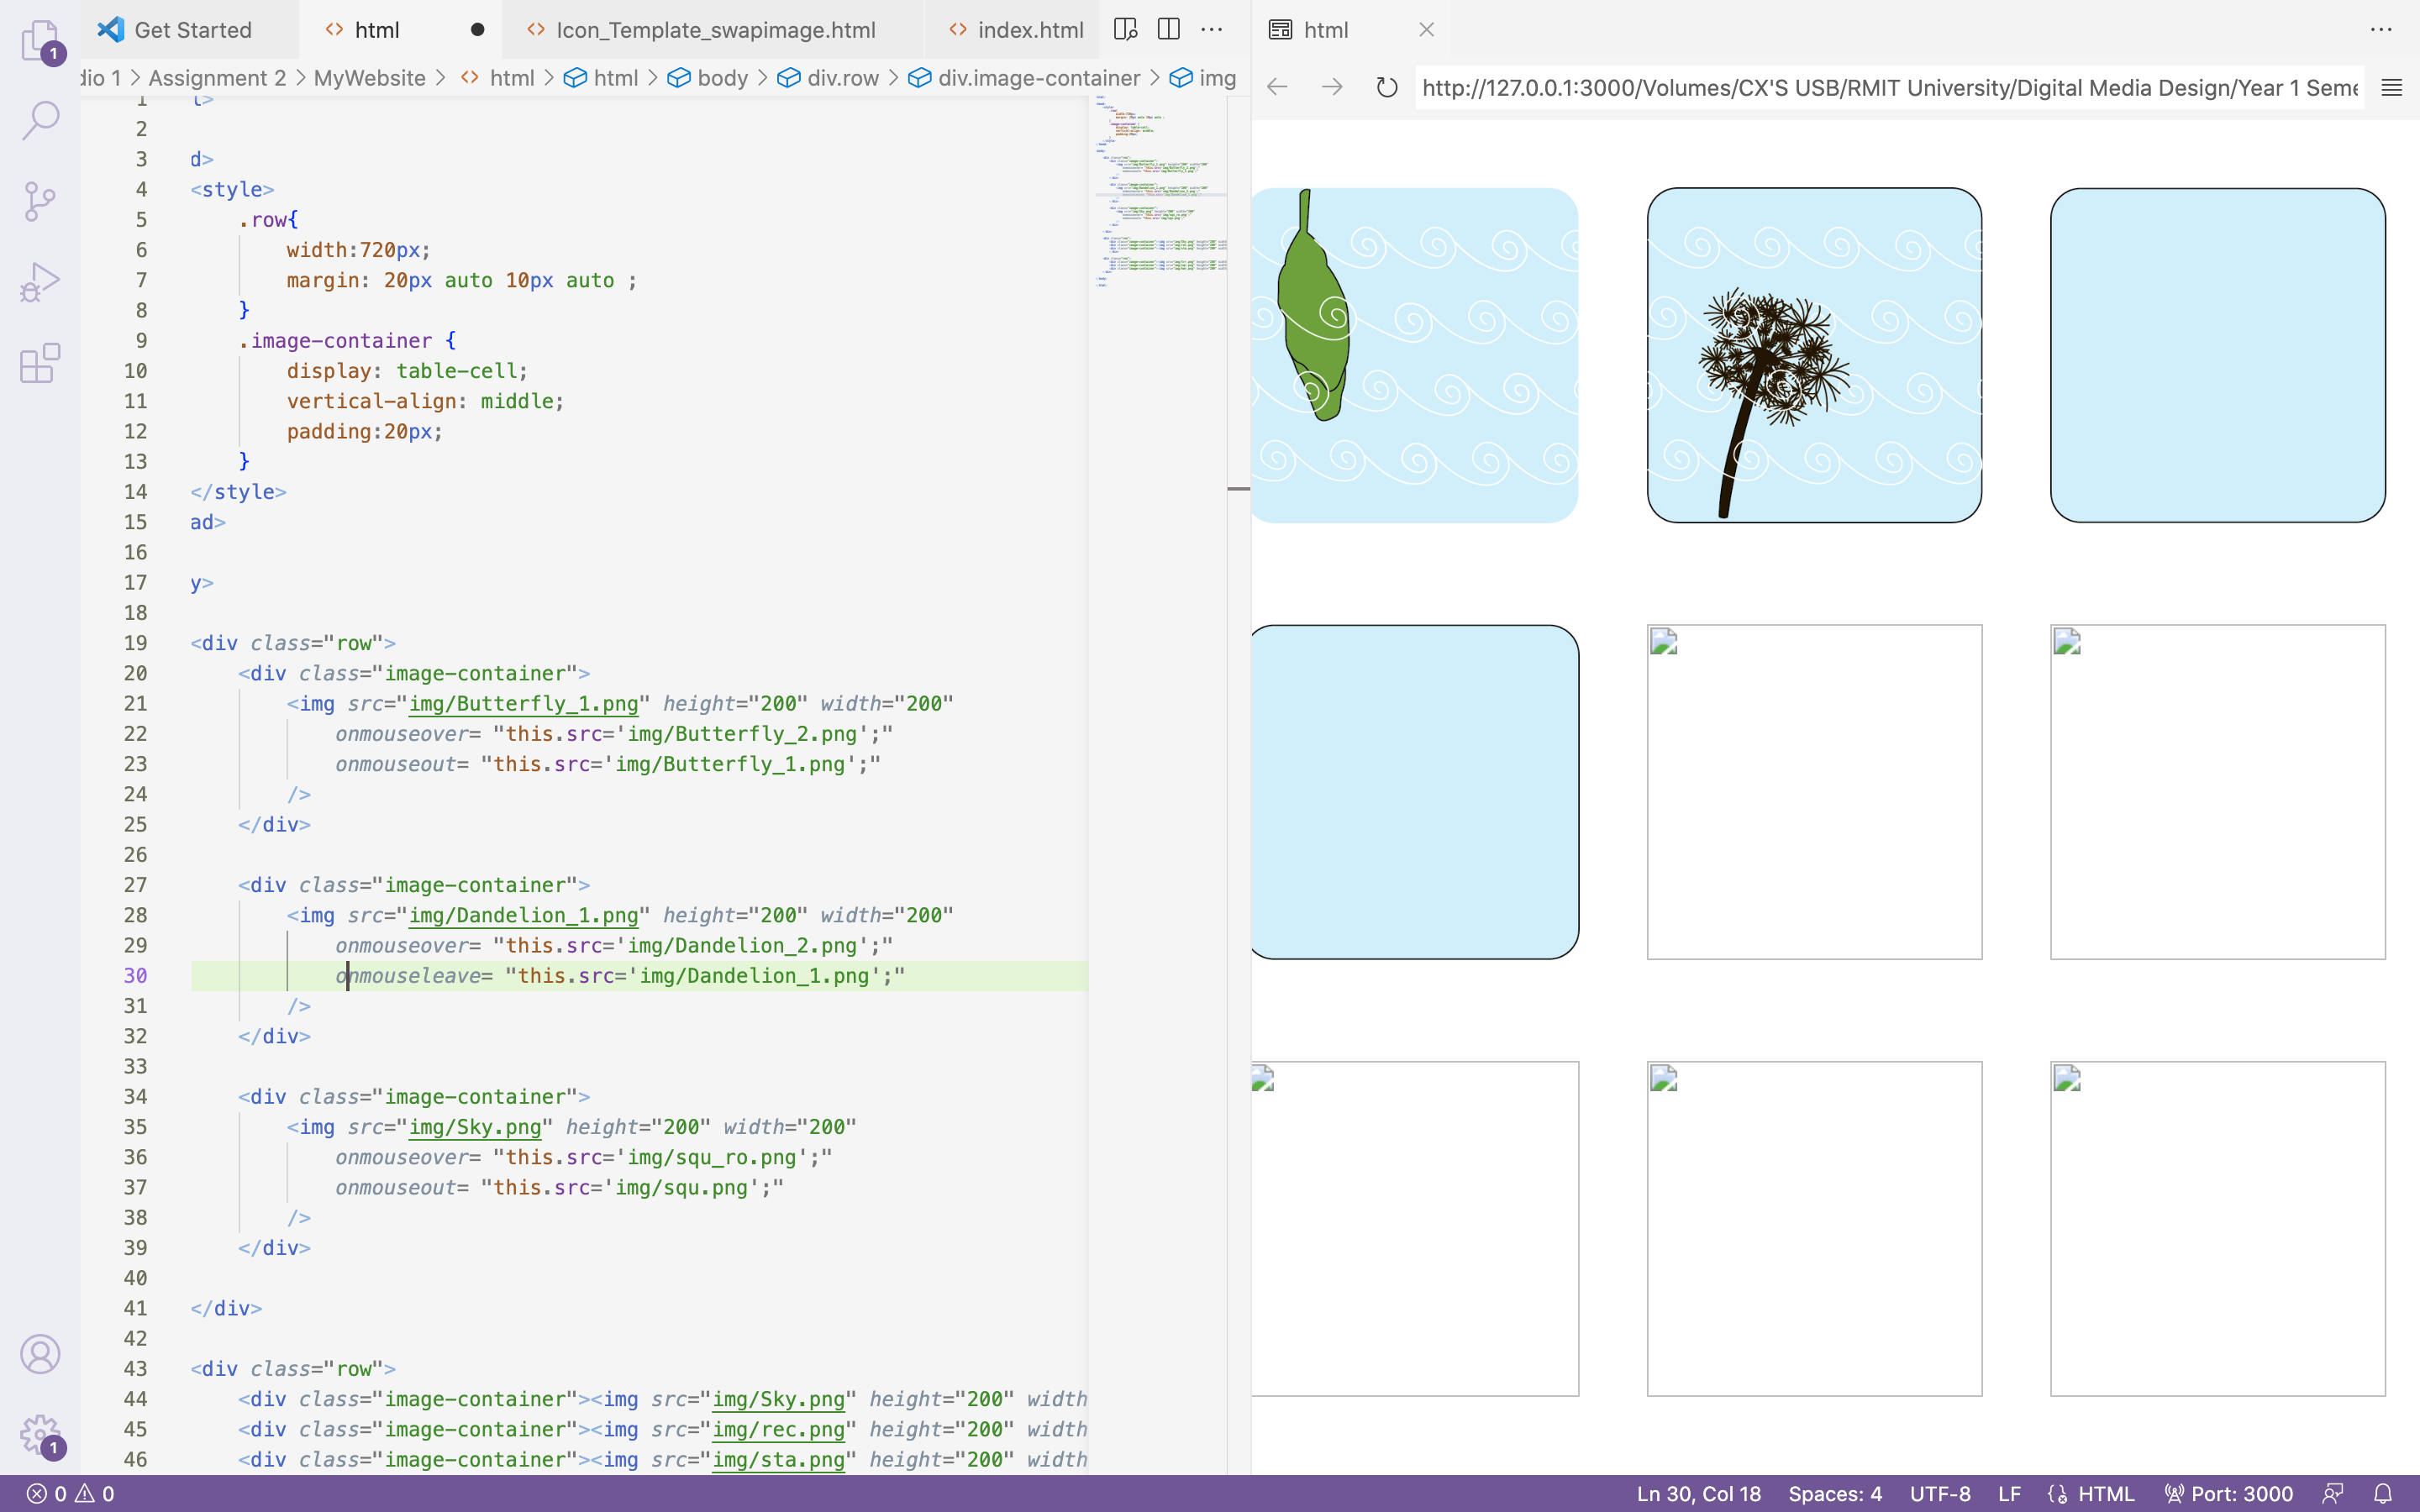 Get Started
html
Icon_Template_swapimage.html
index.html
html
dio 1 > Assignment 2 > MyWebsite > html > html > body > div.row > div.image-container > img
http://127.0.0.1:3000/Volumes/CX'S USB/RMIT University/Digital Media Design/Year 1 Seme
1
1 l>
2
3 d>
4 <style>
5 .row{
6 width:720px;
7 margin: 20px auto 10px auto ;
8 }
9 .image-container {
10 display: table-cell;
11 vertical-align: middle;
12 padding:20px;
13 }
14 </style>
15 ad>
16
17 y>
18
19 <div class="row">
20 <div class="image-container">
21 <img src="img/Butterfly_1.png" height="200" width="200"
22 onmouseover= "this.src='img/Butterfly_2.png';"
23 onmouseout= "this.src='img/Butterfly_1.png';"
24 />
25 </div>
26
27 <div class="image-container">
28 <img src="img/Dandelion_1.png" height="200" width="200"
29 onmouseover= "this.src='img/Dandelion_2.png';"
30 onmouseleave= "this.src='img/Dandelion_1.png';"
31 />
32 </div>
33
34 <div class="image-container">
35 <img src="img/Sky.png" height="200" width="200"
36 onmouseover= "this.src='img/squ_ro.png';"
37 onmouseout= "this.src='img/squ.png';"
38 />
39 </div>
40
41 </div>
42
43 <div class="row">
44 <div class="image-container"><img src="img/Sky.png" height="200" width
45 <div class="image-container"><img src="img/rec.png" height="200" width
46 <div class="image-container"><img src="img/sta.png" height="200" width
1
0 0
Ln 30, Col 18
Spaces: 4
UTF-8
LF
HTML
Port: 3000